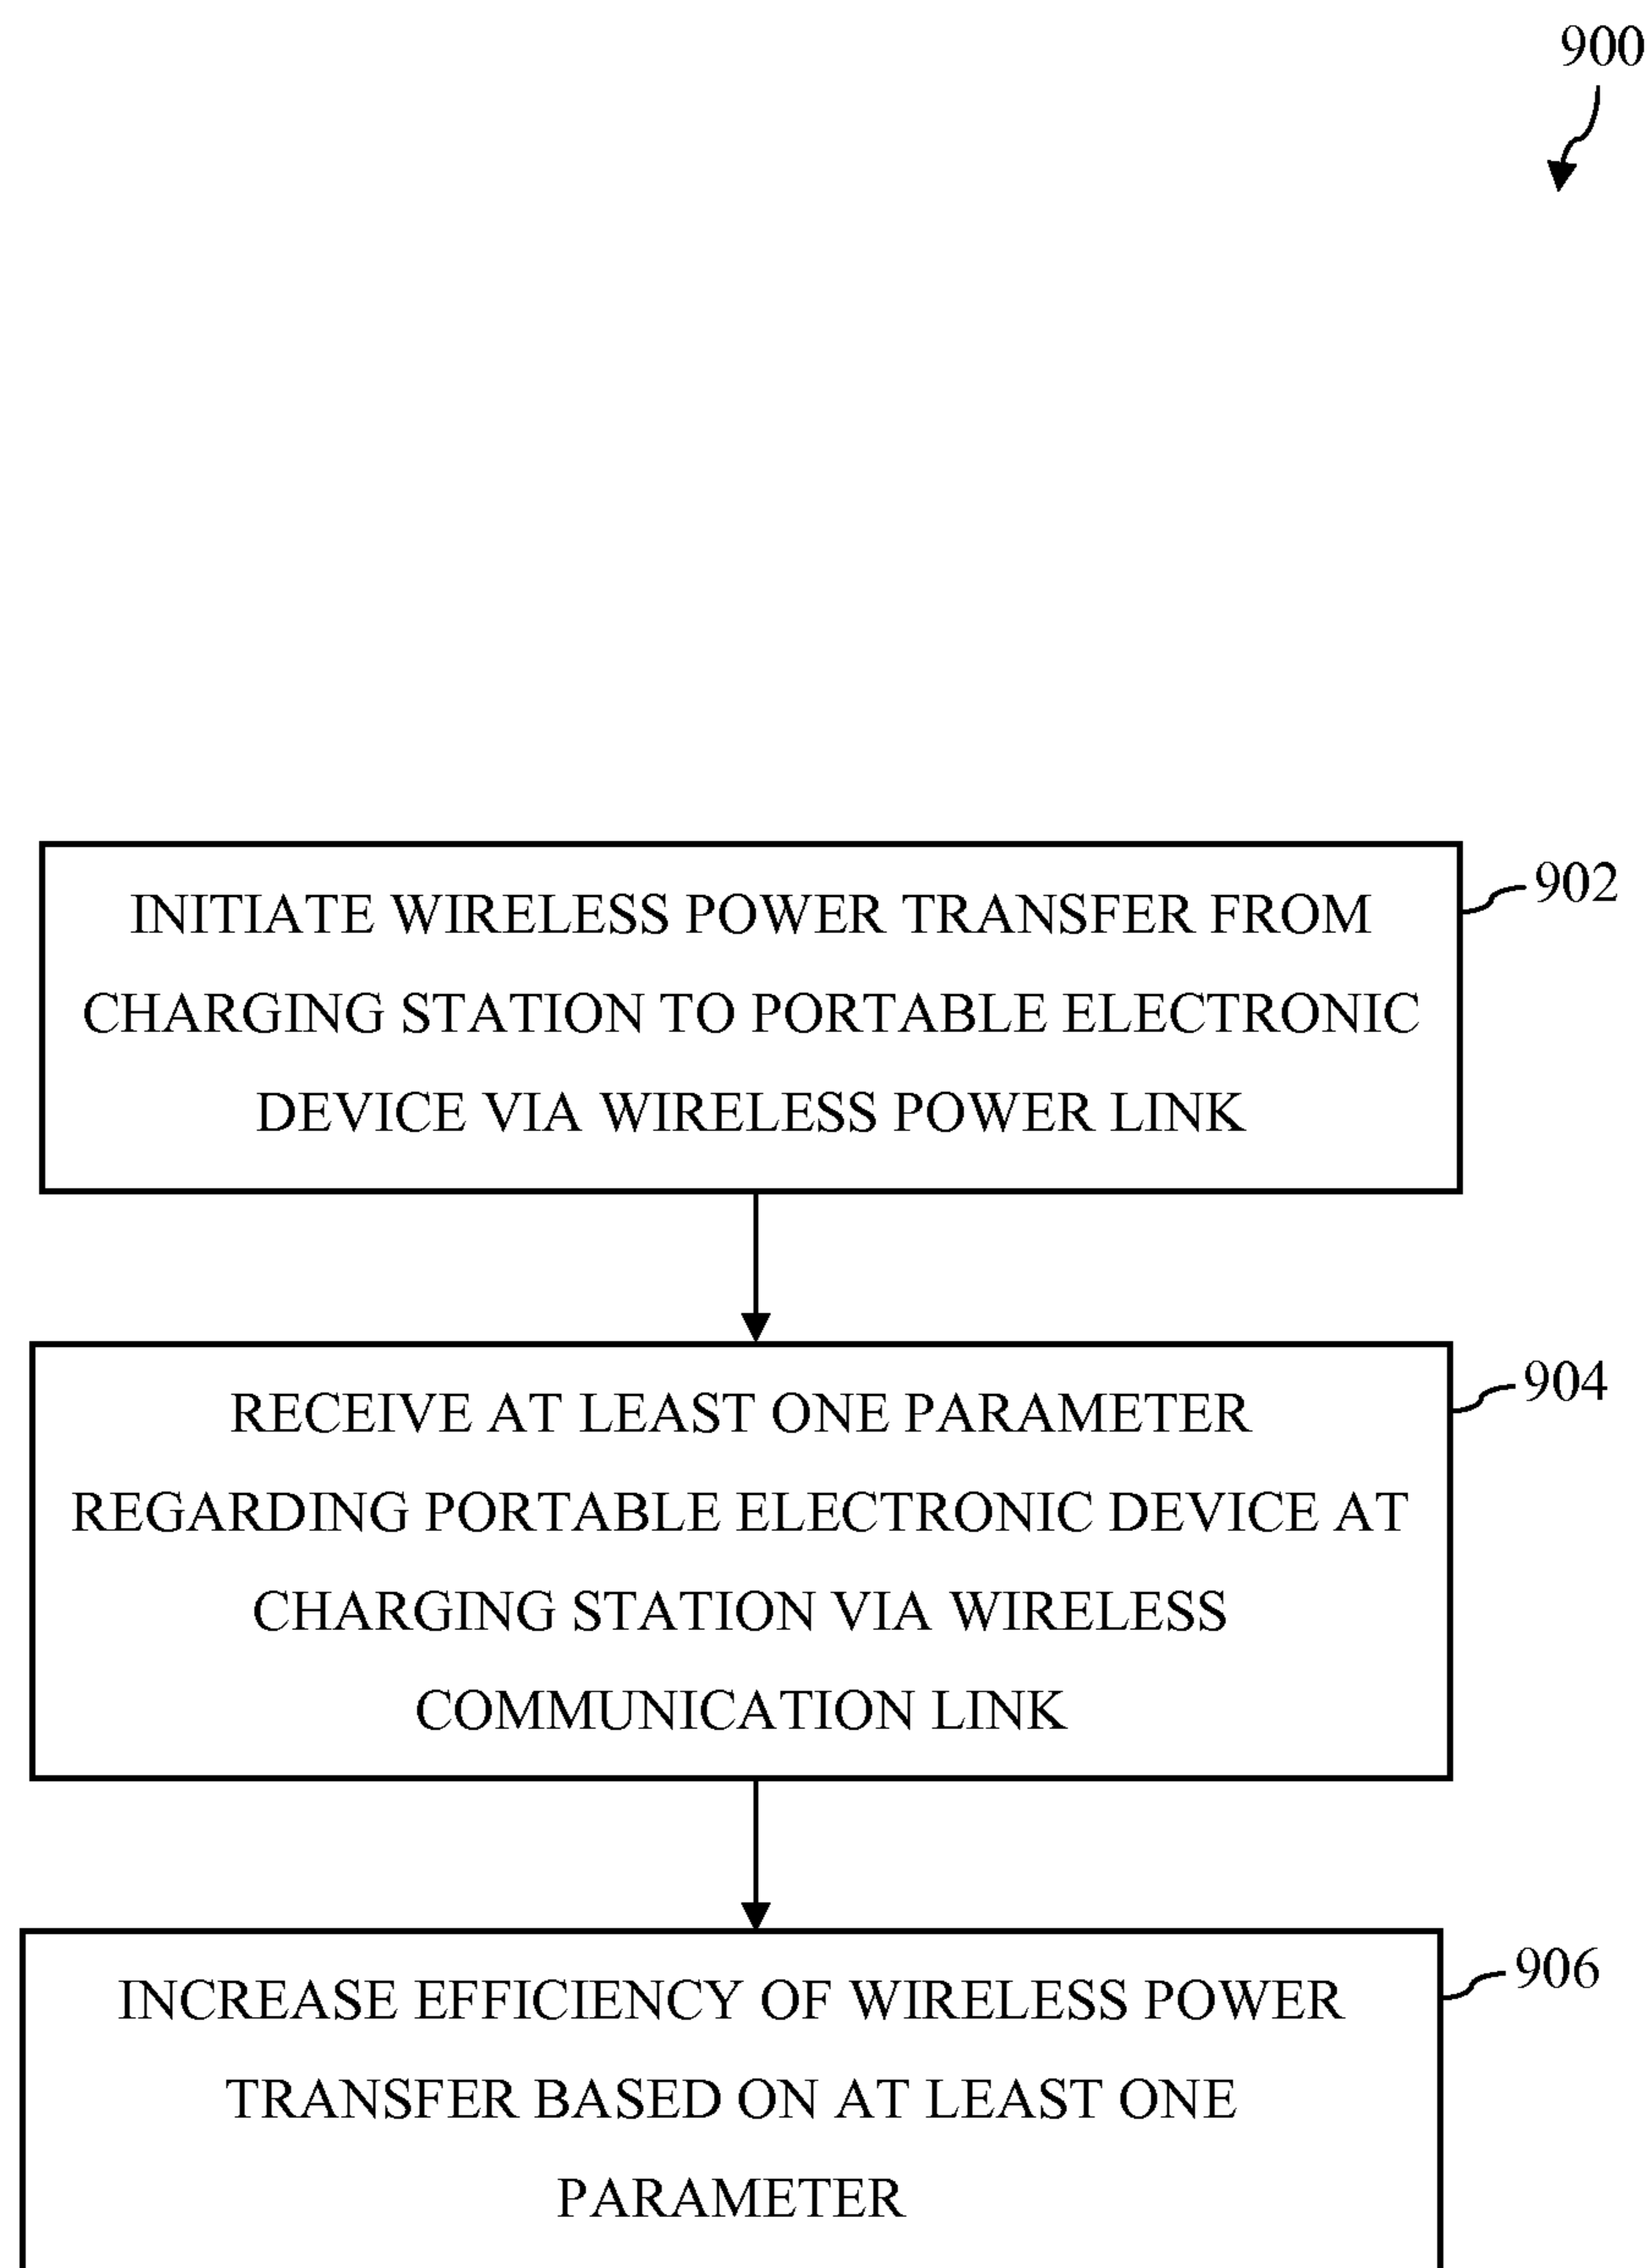 900
INITIATE WIRELESS POWER TRANSFER FROM
CHARGING STATION TO PORTABLE ELECTRONIC
DEVICE VIA WIRELESS POWER LINK
902
RECEIVE AT LEAST ONE PARAMETER
REGARDING PORTABLE ELECTRONIC DEVICE AT
CHARGING STATION VIA WIRELESS
COMMUNICATION LINK
904
INCREASE EFFICIENCY OF WIRELESS POWER
TRANSFER BASED ON AT LEAST ONE
PARAMETER
906